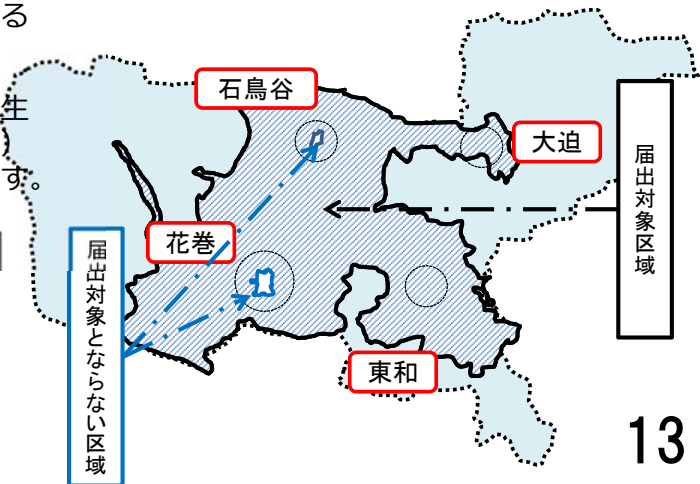 る
生
）
す。
石鳥谷
大迫
花巻
東和
届出対象区域
届出対象とならない区域
13